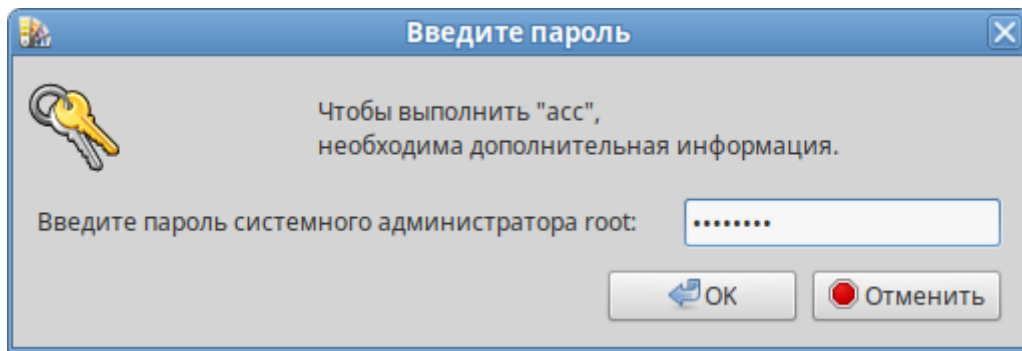 Введите пароль
Чтобы выполнить "acc",
необходима дополнительная информация.
Введите пароль системного администратора root: ••••••••
OK
Отменить